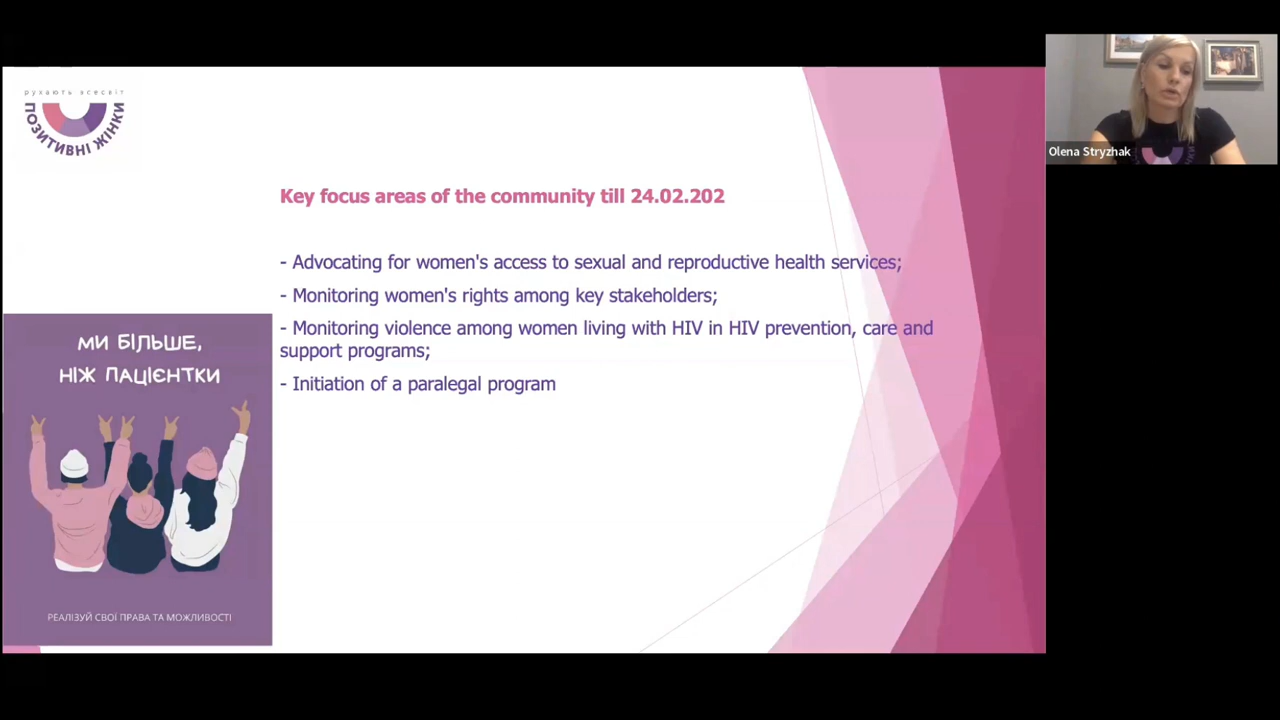 рухають всесвіт
ПОЗИТИВНІ ЖІНКИ
Olena Stryzhak
Key focus areas of the community till 24.02.202
- Advocating for women's access to sexual and reproductive health services;
- Monitoring women's rights among key stakeholders;
- Monitoring violence among women living with HIV in HIV prevention, care and
support programs;
- Initiation of a paralegal program
МИ БІЛЬШЕ,
НІЖ ПАЦІЄНТКИ
РЕАЛІЗУЙ СВОЇ ПРАВА ТА МОЖЛИВОСТІ